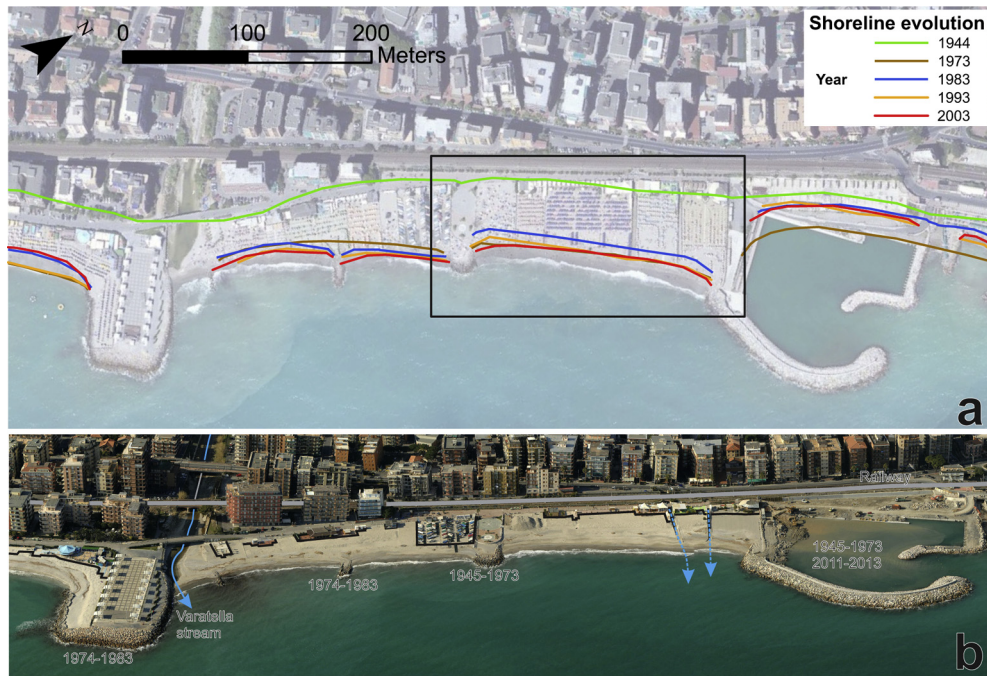 a
N
0 100 200
Meters
Shoreline evolution
Year
1944
1973
1983
1993
2003
b
Railway
1945-1973
2011-2013
1974-1983
1945-1973
Varatella
stream
1974-1983